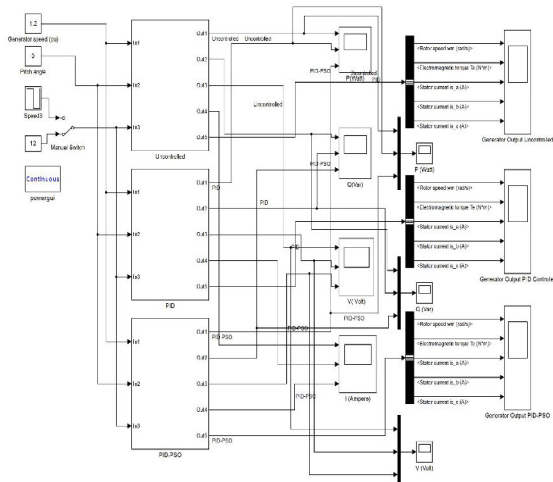 1.2
Generator speed (pu)
Pitch angle
Speed3
12
Manual Switch
Continuous
powergui
In1
In2
In3
Out1
Out2
Out3
Out4
Out5
Uncontrolled
In1
In2
In3
Out1
Out2
Out3
Out4
Out5
PID
In1
In2
In3
Out1
Out2
Out3
Out4
Out5
PID-PSO
Uncontrolled
Uncontrolled
Uncontrolled
PID-PSO
PID
PID
PID-PSO
PID-PSO
PID-PSO
PID-PSO
PID-PSO
P(Watt)
Uncontrolled
PID
Q(Var)
V( Volt)
I (Ampere)
P (Watt)
Q (Var)
V (Volt)
<Rotor speed wm (rad/s)>
<Electromagnetic torque Te (N*m)>
<Stator current is_a (A)>
<Stator current is_b (A)>
<Stator current is_c (A)>
Generator Output Uncontrolled
<Rotor speed wm (rad/s)>
<Electromagnetic torque Te (N*m)>
<Stator current is_a (A)>
<Stator current is_b (A)>
<Stator current is_c (A)>
Generator Output PID Controlle
<Rotor speed wm (rad/s)>
<Electromagnetic torque Te (N*m)>
<Stator current is_a (A)>
<Stator current is_b (A)>
<Stator current is_c (A)>
Generator Output PID-PSO